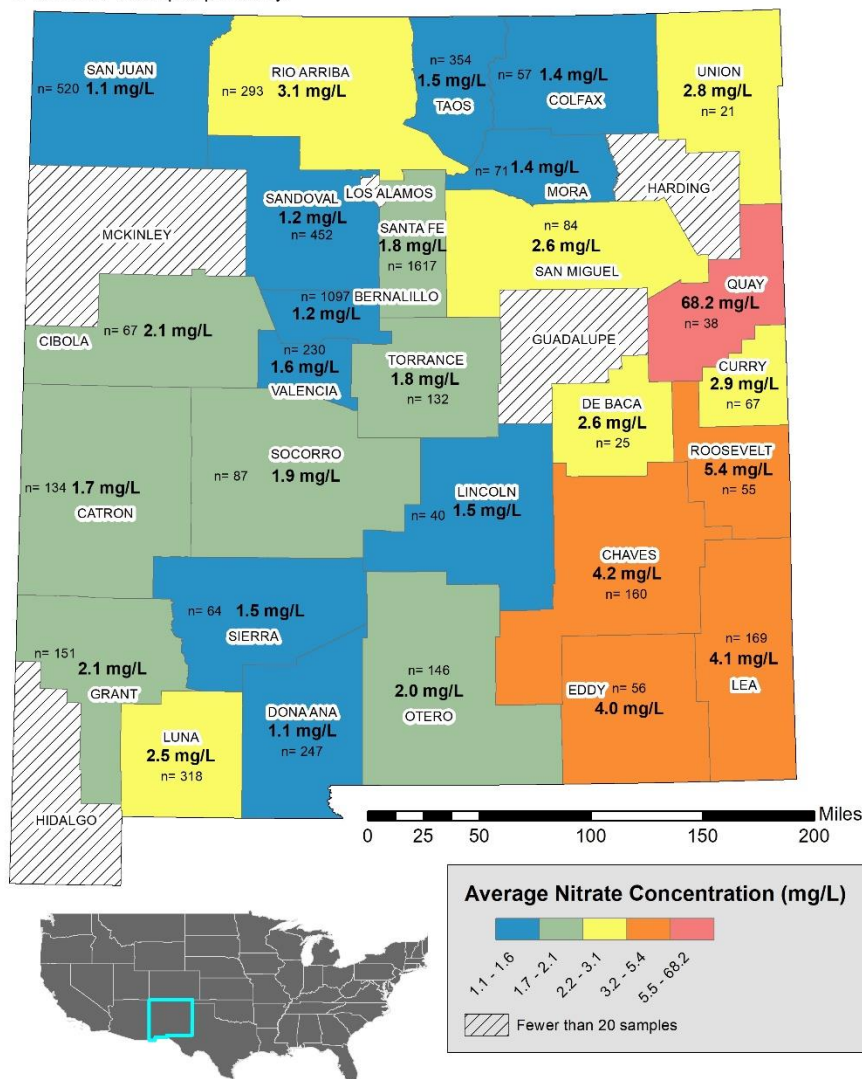 SAN JUAN
n= 520 1.1 mg/L
RIO ARRIBA
n= 293 3.1 mg/L
n= 354
1.5 mg/L
TAOS
n= 57 1.4 mg/L
COLFAX
UNION
2.8 mg/L
n= 21
n= 71 1.4 mg/L
MORA
HARDING
MCKINLEY
SANDOVAL
1.2 mg/L
n= 452
LOS ALAMOS
SANTA FE
1.8 mg/L
n= 1617
n= 84
2.6 mg/L
SAN MIGUEL
QUAY
68.2 mg/L
n= 38
n= 1097
BERNALILLO
1.2 mg/L
n= 67 2.1 mg/L
CIBOLA
n= 230
1.6 mg/L
VALENCIA
TORRANCE
1.8 mg/L
n= 132
GUADALUPE
CURRY
2.9 mg/L
n= 67
DE BACA
2.6 mg/L
n= 25
ROOSEVELT
5.4 mg/L
n= 55
n= 134 1.7 mg/L
CATRON
SOCORRO
n= 87 1.9 mg/L
LINCOLN
n= 40 1.5 mg/L
CHAVES
4.2 mg/L
n= 160
n= 64 1.5 mg/L
SIERRA
n= 151
2.1 mg/L
GRANT
n= 146
2.0 mg/L
OTERO
EDDY n= 56
4.0 mg/L
n= 169
4.1 mg/L
LEA
LUNA
2.5 mg/L
n= 318
DONA ANA
1.1 mg/L
n= 247
HIDALGO
Miles
0 25 50 100 150 200
Average Nitrate Concentration (mg/L)
1.1 - 1.6
1.7 - 2.1
2.2 - 3.1
3.2 - 5.4
5.5 - 68.2
Fewer than 20 samples